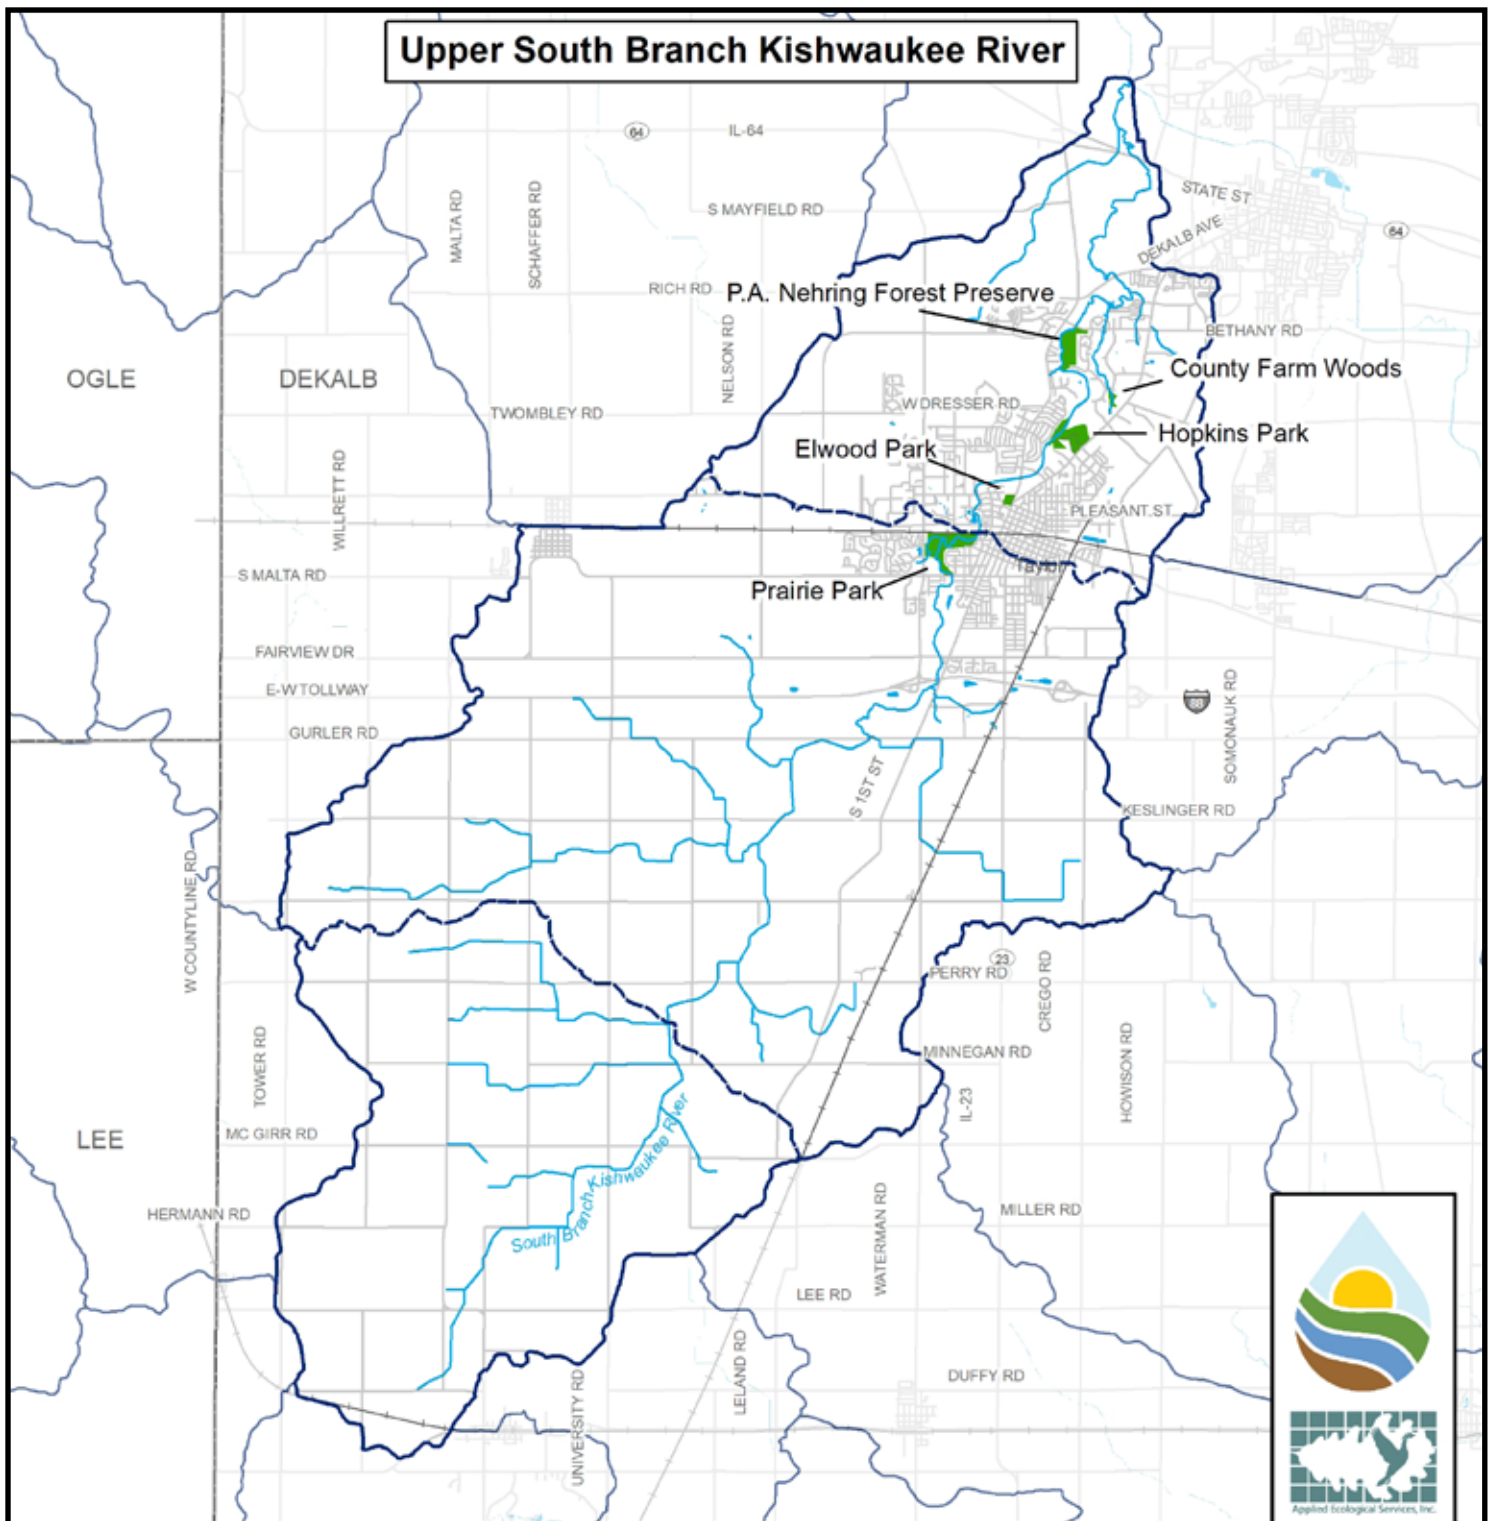 Upper South Branch Kishwaukee River
64
IL-64
STATE ST
S MAYFIELD RD
MALTA RD
SCHAFFER RD
DEKALB AVE
64
RICH RD
P.A. Nehring Forest Preserve
NELSON RD
BETHANY RD
OGLE
DEKALB
County Farm Woods
TWOMBLEY RD
W DRESSER RD
Elwood Park
Hopkins Park
WILLRETT RD
PLEASANT ST
S MALTA RD
Taylor
Prairie Park
FAIRVIEW DR
E-W TOLLWAY
88
SOMONAUK RD
GURLER RD
S 1ST ST
KESLINGER RD
W COUNTYLINE RD
23
PERRY RD
CREGO RD
TOWER RD
MINNEGAN RD
HOWISON RD
IL-23
LEE
MC GIRR RD
South Branch Kishwaukee River
HERMANN RD
WATERMAN RD
MILLER RD
LEE RD
LELAND RD
DUFFY RD
UNIVERSITY RD
Applied Ecological Services, Inc.